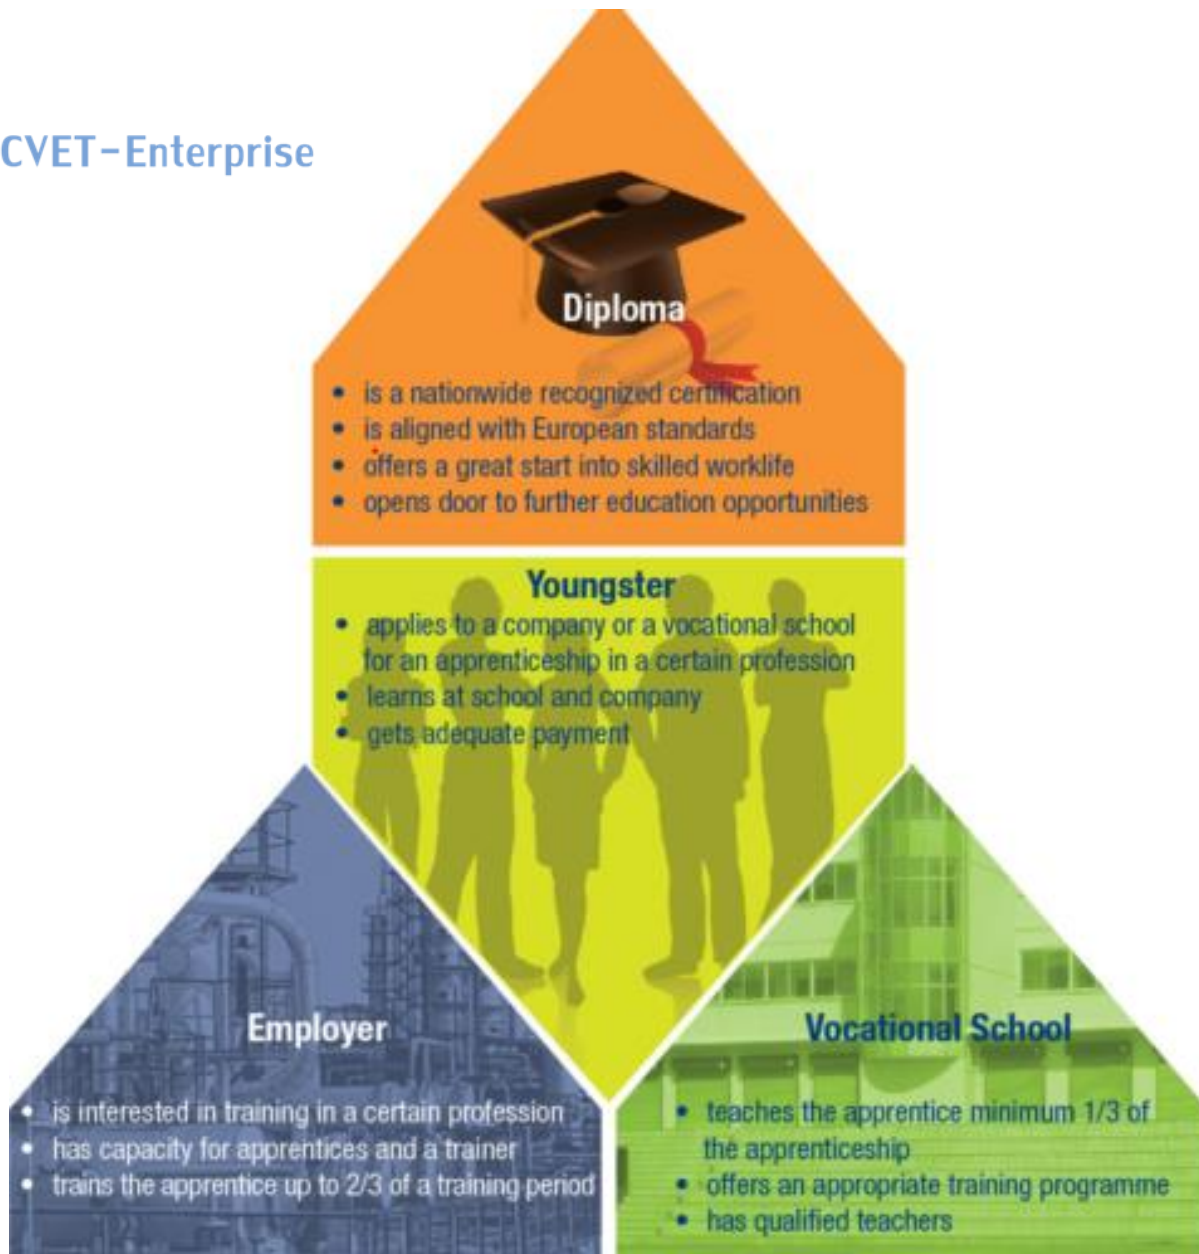 CVET-Enterprise
Diploma
• is a nationwide recognized certification
• is aligned with European standards
• offers a great start into skilled worklife
• opens door to further education opportunities
Youngster
• applies to a company or a vocational school
for an apprenticeship in a certain profession
• learns at school and company
• gets adequate payment
Employer
• is interested in training in a certain profession
• has capacity for apprentices and a trainer
• trains the apprentice up to 2/3 of a training period
Vocational School
• teaches the apprentice minimum 1/3 of
the apprenticeship
• offers an appropriate training programme
• has qualified teachers